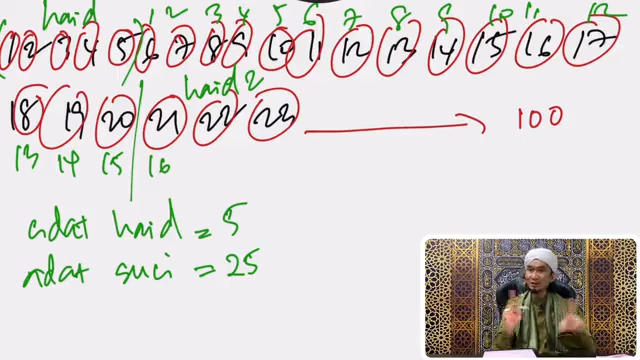 haid 1 2 3 4 5 6 7 8 9 10 11 12
1 2 3 4 5 6 7 8 9 10 11 12 13 14 15 16 17
haid 2
18 19 20 21 22 23 → 100
13 14 15 16
adat haid = 5
adat suci = 25